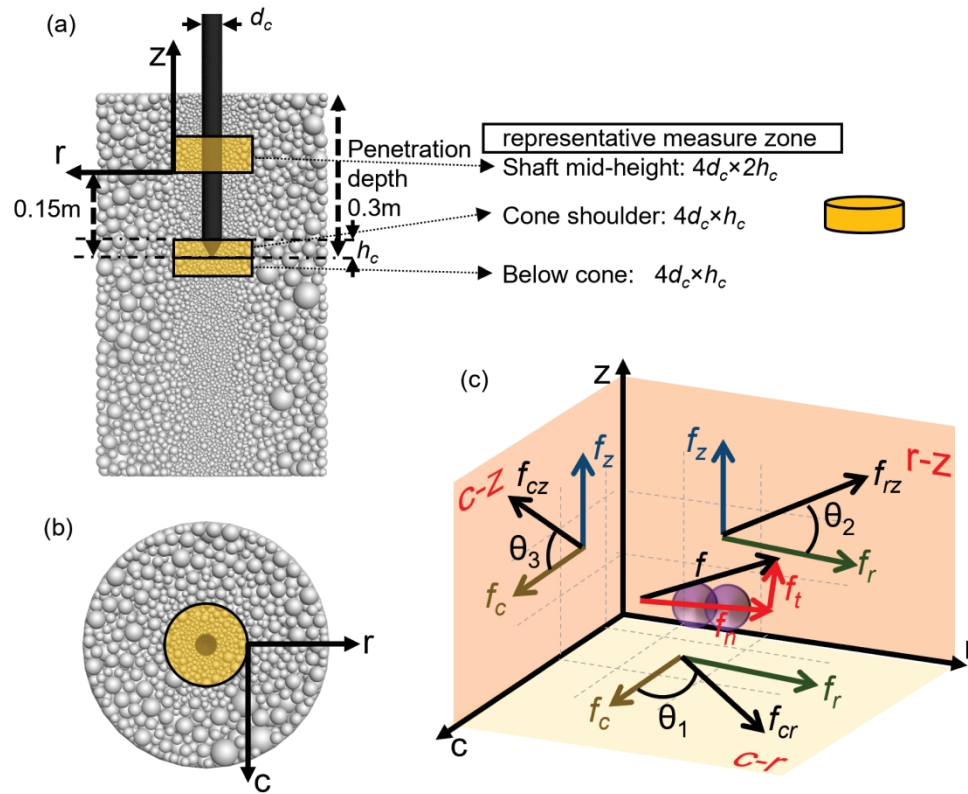 (a)
d_c
z
r
0.15m
Penetration
depth
0.3m
h_c
representative measure zone
Shaft mid-height: 4d_c×2h_c
Cone shoulder: 4d_c×h_c
Below cone: 4d_c×h_c
(b)
r
c
(c)
z
c-z
f_z
f_cz
θ_3
f_c
f_z
r-z
f_rz
θ_2
f_r
f
f_t
f_n
r
f_r
f_c
θ_1
f_cr
c
c-r